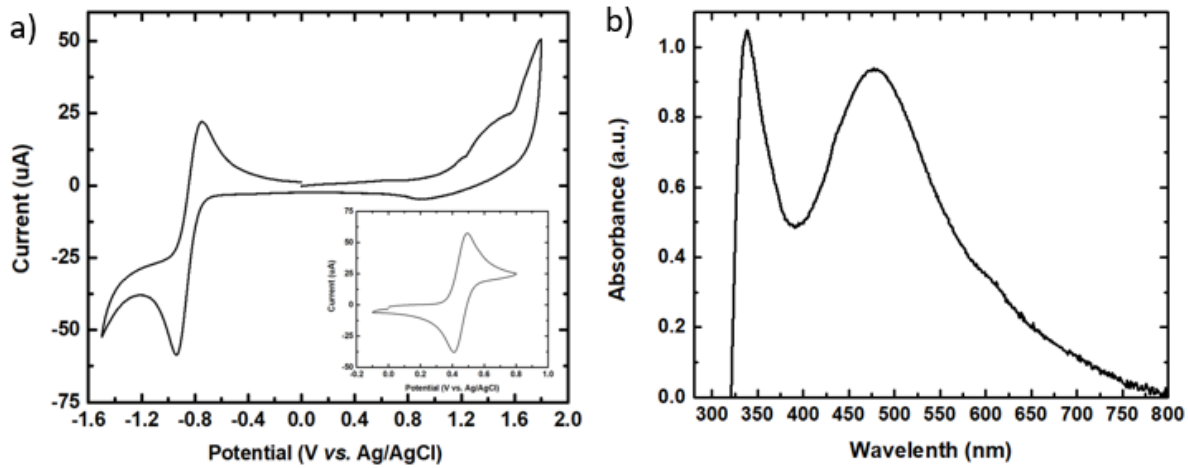 a)
50
25
0
-25
-50
-75
Current (uA)
-1.6 -1.2 -0.8 -0.4 0.0 0.4 0.8 1.2 1.6 2.0
Potential (V vs. Ag/AgCl)
75
50
25
0
-25
-50
Current (uA)
-0.2 0.0 0.2 0.4 0.6 0.8 1.0
Potential (V vs. Ag/AgCl)
b)
1.0
0.8
0.6
0.4
0.2
0.0
Absorbance (a.u.)
300 350 400 450 500 550 600 650 700 750 800
Wavelenth (nm)